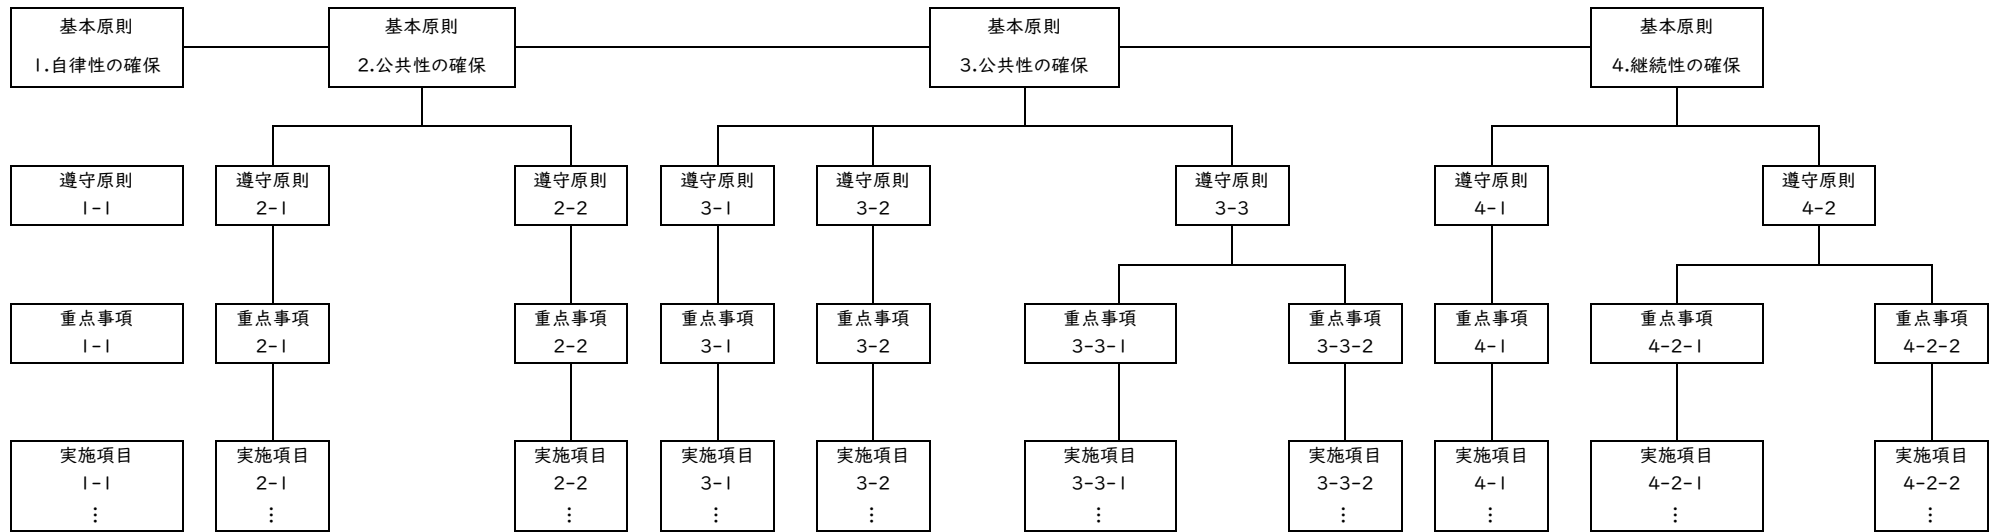 基本原則
1.自律性の確保
基本原則
2.公共性の確保
基本原則
3.公共性の確保
基本原則
4.継続性の確保
遵守原則
1-1
遵守原則
2-1
遵守原則
2-2
遵守原則
3-1
遵守原則
3-2
遵守原則
3-3
遵守原則
4-1
遵守原則
4-2
重点事項
1-1
重点事項
2-1
重点事項
2-2
重点事項
3-1
重点事項
3-2
重点事項
3-3-1
重点事項
3-3-2
重点事項
4-1
重点事項
4-2-1
重点事項
4-2-2
実施項目
1-1
⋮
実施項目
2-1
⋮
実施項目
2-2
⋮
実施項目
3-1
⋮
実施項目
3-2
⋮
実施項目
3-3-1
⋮
実施項目
3-3-2
⋮
実施項目
4-1
⋮
実施項目
4-2-1
⋮
実施項目
4-2-2
⋮